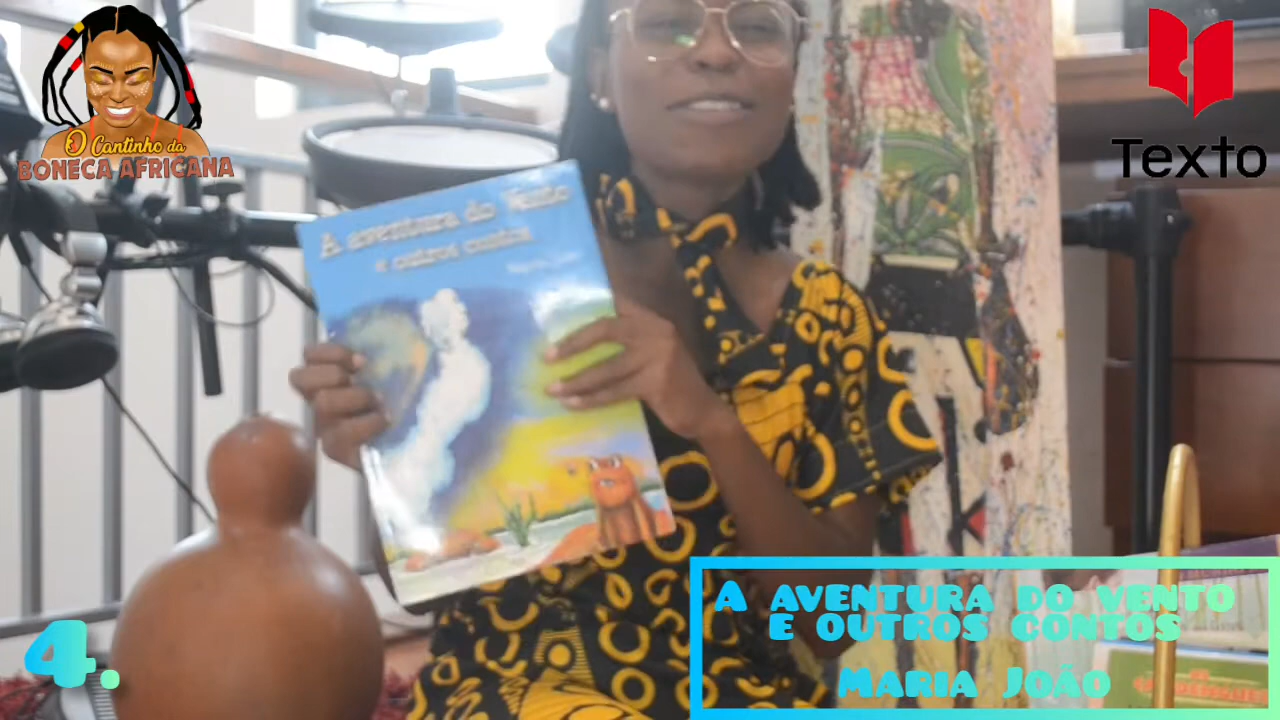 O Cantinho da
BONECA AFRICANA
Texto
A aventura do Vento
e outros contos
4.
A AVENTURA DO VENTO
E OUTROS CONTOS
MARIA JOÃO